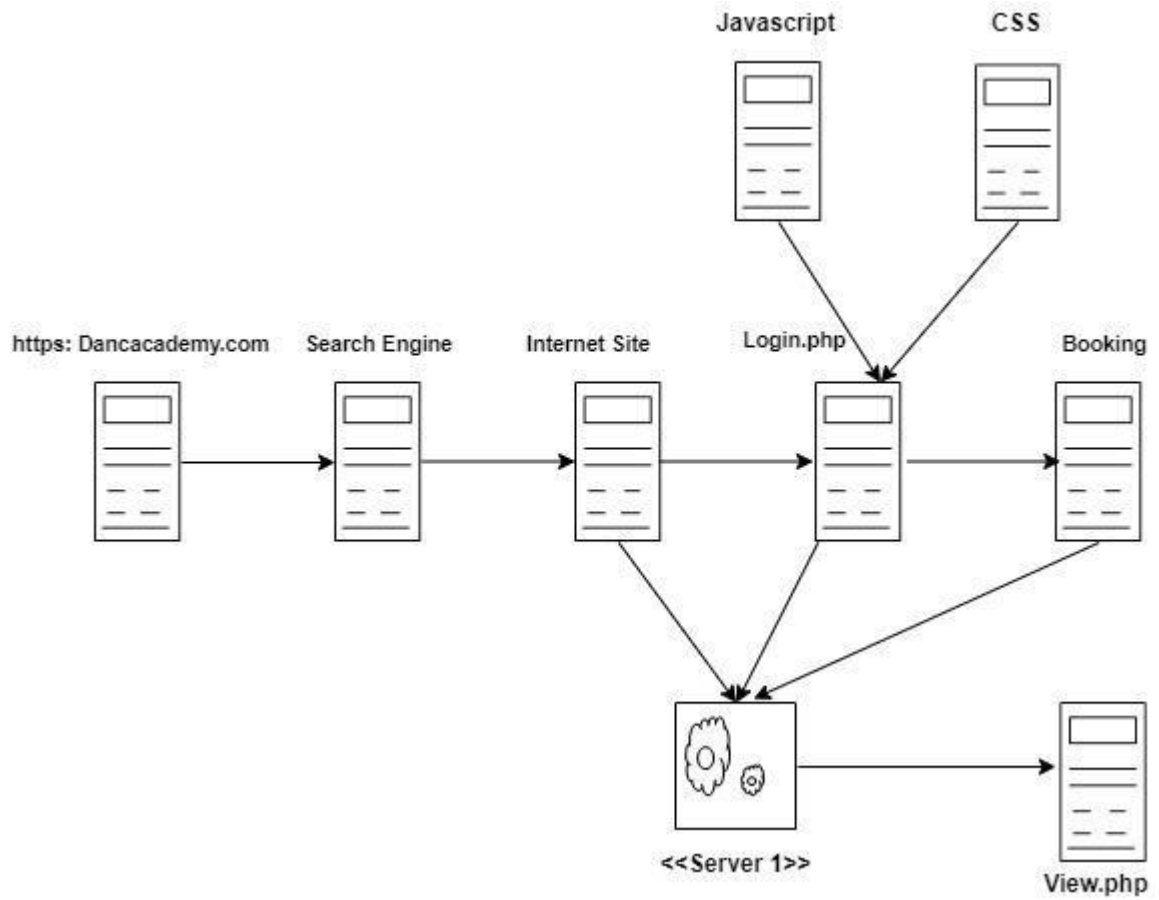 Javascript
CSS
https: Dancacademy.com
Search Engine
Internet Site
Login.php
Booking
<<Server 1>>
View.php